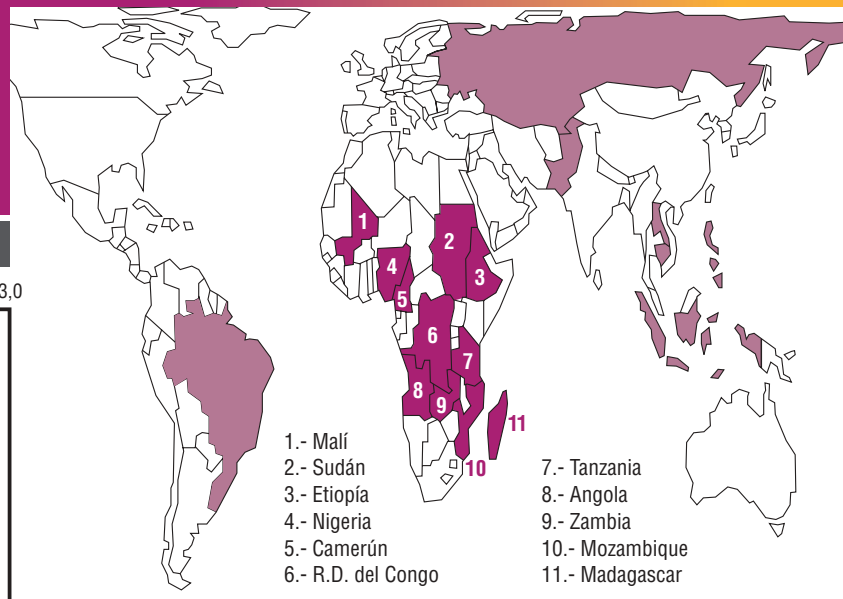 3,0
1
2
3
4
5
6
7
8
9
10
11
1.- Malí
2.- Sudán
3.- Etiopía
4.- Nigeria
5.- Camerún
6.- R.D. del Congo
7.- Tanzania
8.- Angola
9.- Zambia
10.- Mozambique
11.- Madagascar